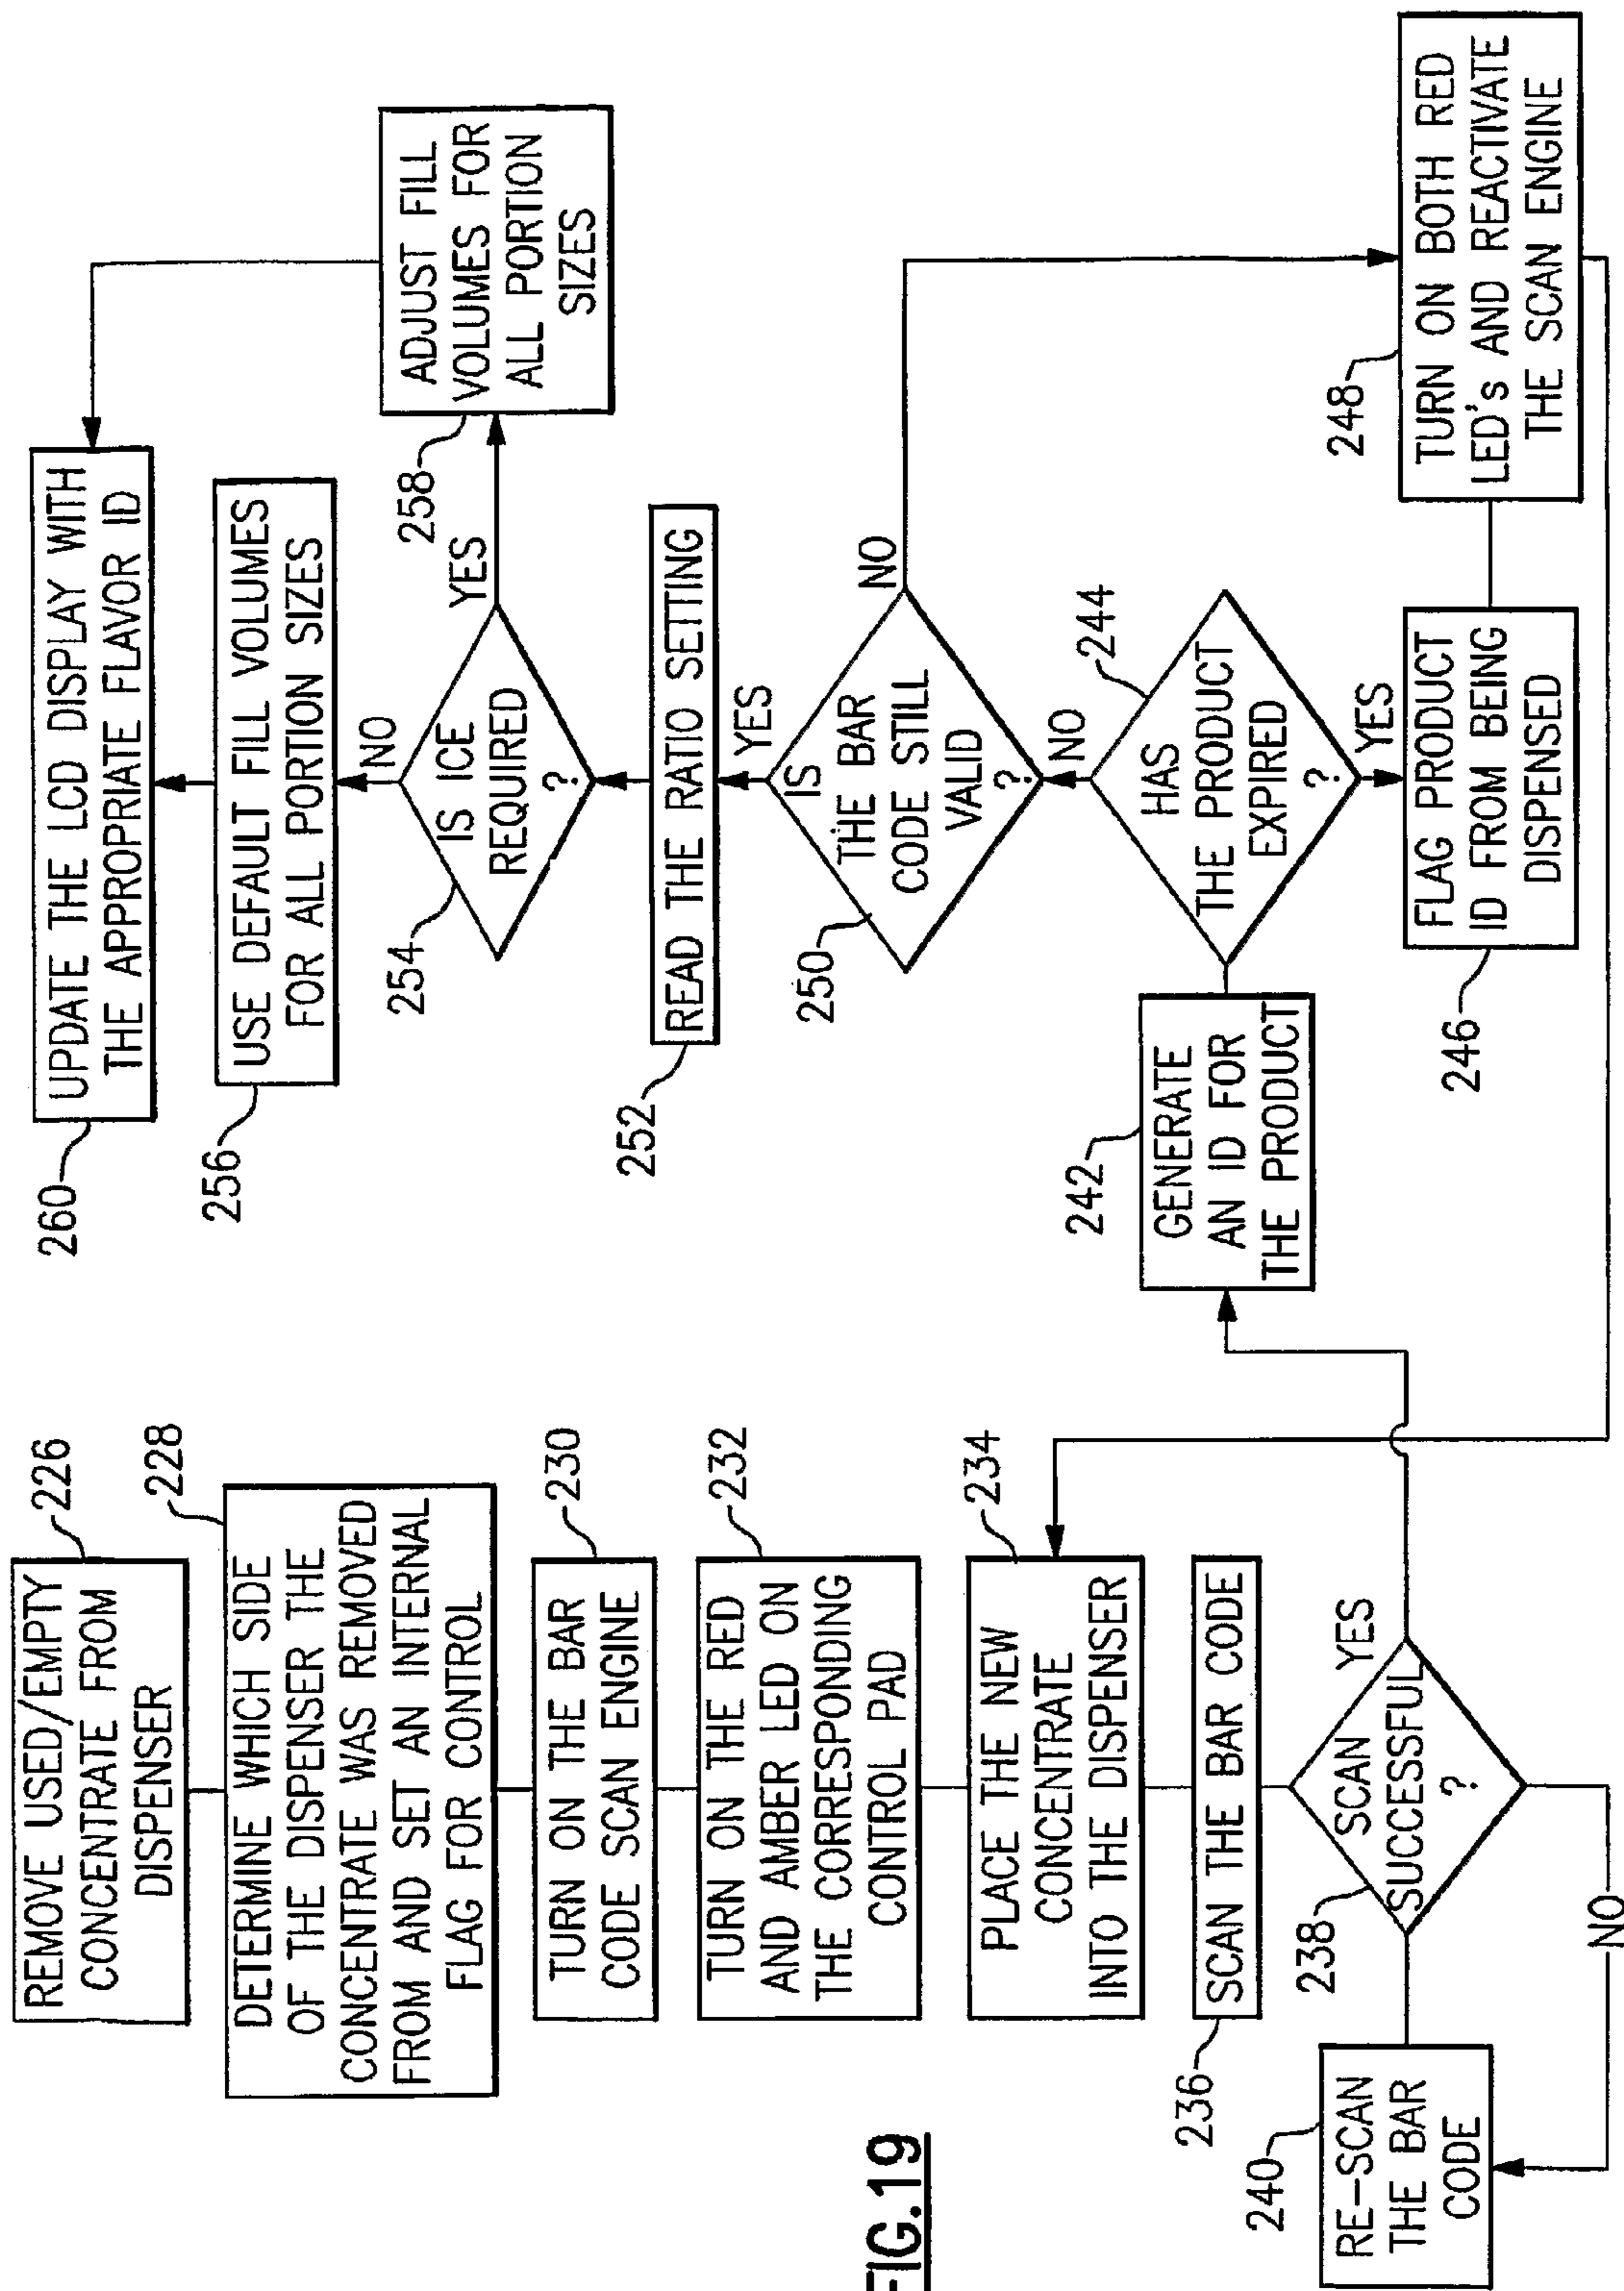 REMOVE USED/EMPTY
CONCENTRATE FROM
DISPENSER
226
DETERMINE WHICH SIDE
OF THE DISPENSER THE
CONCENTRATE WAS REMOVED
FROM AND SET AN INTERNAL
FLAG FOR CONTROL
228
TURN ON THE BAR
CODE SCAN ENGINE
230
TURN ON THE RED
AND AMBER LED ON
THE CORRESPONDING
CONTROL PAD
232
PLACE THE NEW
CONCENTRATE
INTO THE DISPENSER
234
SCAN THE BAR CODE
236
SCAN
SUCCESSFUL
?
238
YES
NO
RE-SCAN
THE BAR
CODE
240
GENERATE
AN ID FOR
THE PRODUCT
242
HAS
THE PRODUCT
EXPIRED
?
244
YES
NO
FLAG PRODUCT
ID FROM BEING
DISPENSED
246
TURN ON BOTH RED
LED's AND REACTIVATE
THE SCAN ENGINE
248
IS
THE BAR
CODE STILL
VALID
?
250
NO
YES
READ THE RATIO SETTING
252
IS ICE
REQUIRED
?
254
NO
YES
USE DEFAULT FILL VOLUMES
FOR ALL PORTION SIZES
256
ADJUST FILL
VOLUMES FOR
ALL PORTION
SIZES
258
UPDATE THE LCD DISPLAY WITH
THE APPROPRIATE FLAVOR ID
260
FIG.19